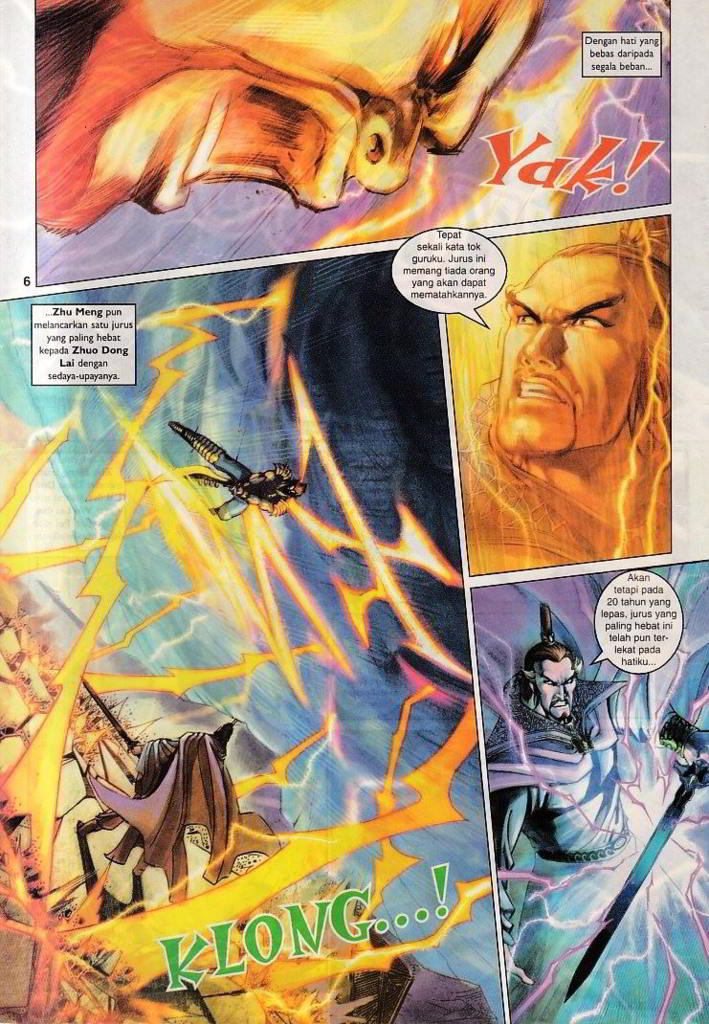 Dengan hati yang
bebas daripada
segala beban...
Yak!
6
...Zhu Meng pun
melancarkan satu jurus
yang paling hebat
kepada Zhuo Dong
Lai dengan
sedaya-upayanya.
Tepat
sekali kata tok
guruku. Jurus ini
memang tiada orang
yang akan dapat
mematahkannya.
KLONG...!
Akan
tetapi pada
20 tahun yang
lepas, jurus yang
paling hebat ini
telah pun ter-
lekat pada
hatiku...